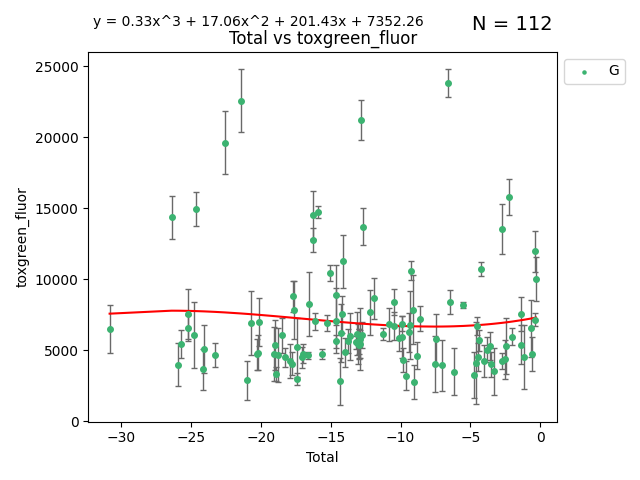 y = 0.33x^3 + 17.06x^2 + 201.43x + 7352.26
N = 112
Total vs toxgreen_fluor
G
25000
20000
15000
10000
5000
0
toxgreen_fluor
−30 −25 −20 −15 −10 −5 0
Total